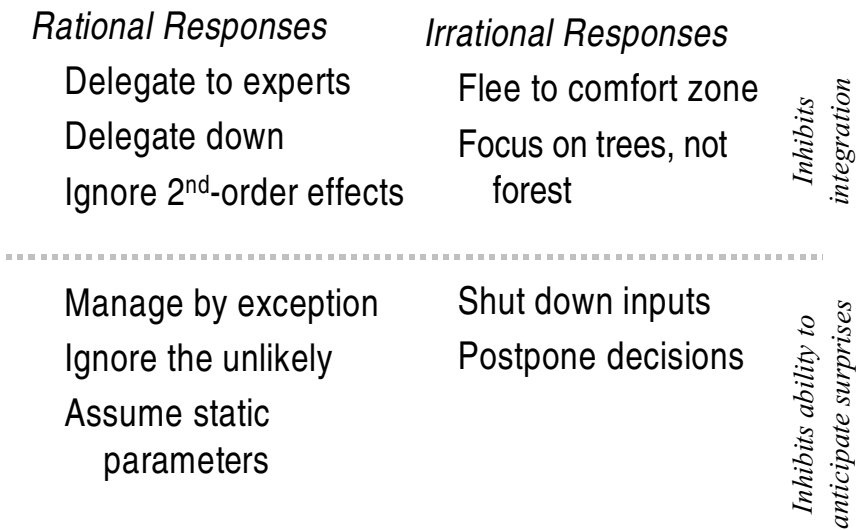 Rational Responses
Delegate to experts
Delegate down
Ignore 2nd-order effects
Irrational Responses
Flee to comfort zone
Focus on trees, not
forest
Inhibits
integration
Manage by exception
Ignore the unlikely
Assume static
parameters
Shut down inputs
Postpone decisions
Inhibits ability to
anticipate surprises